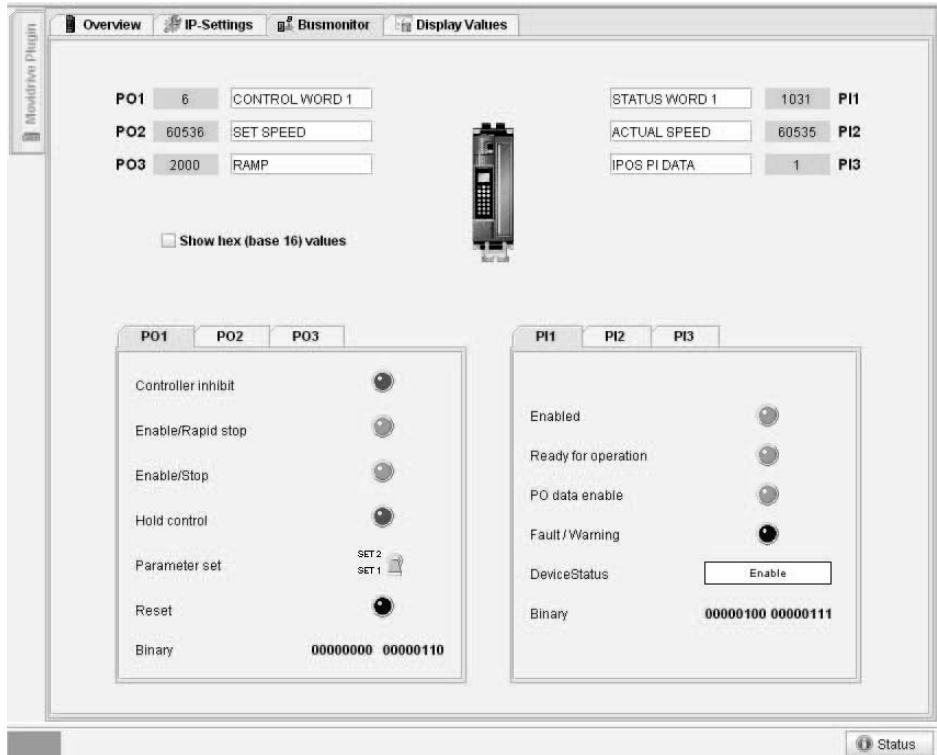 Movidrive Plugin
Overview IP-Settings Busmonitor Display Values
PO1 6 CONTROL WORD 1 STATUS WORD 1 1031 PI1
PO2 60536 SET SPEED ACTUAL SPEED 60535 PI2
PO3 2000 RAMP IPOS PI DATA 1 PI3
Show hex (base 16) values
PO1 PO2 PO3
Controller inhibit
Enable/Rapid stop
Enable/Stop
Hold control
Parameter set SET 2
SET 1
Reset
Binary 00000000 00000110
PI1 PI2 PI3
Enabled
Ready for operation
PO data enable
Fault / Warning
DeviceStatus Enable
Binary 00000100 00000111
Status